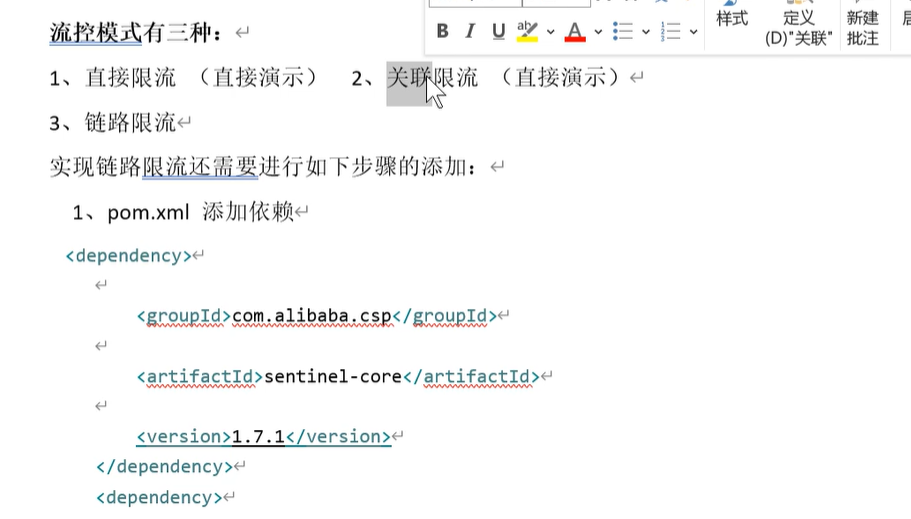 样式
定义
(D)"关联"
新建
批注
B I U ab A
流控模式有三种：
1、直接限流 （直接演示） 2、关联限流 （直接演示）
3、链路限流
实现链路限流还需要进行如下步骤的添加：
1、pom.xml 添加依赖
<dependency>
<groupId>com.alibaba.csp</groupId>
<artifactId>sentinel-core</artifactId>
<version>1.7.1</version>
</dependency>
<dependency>